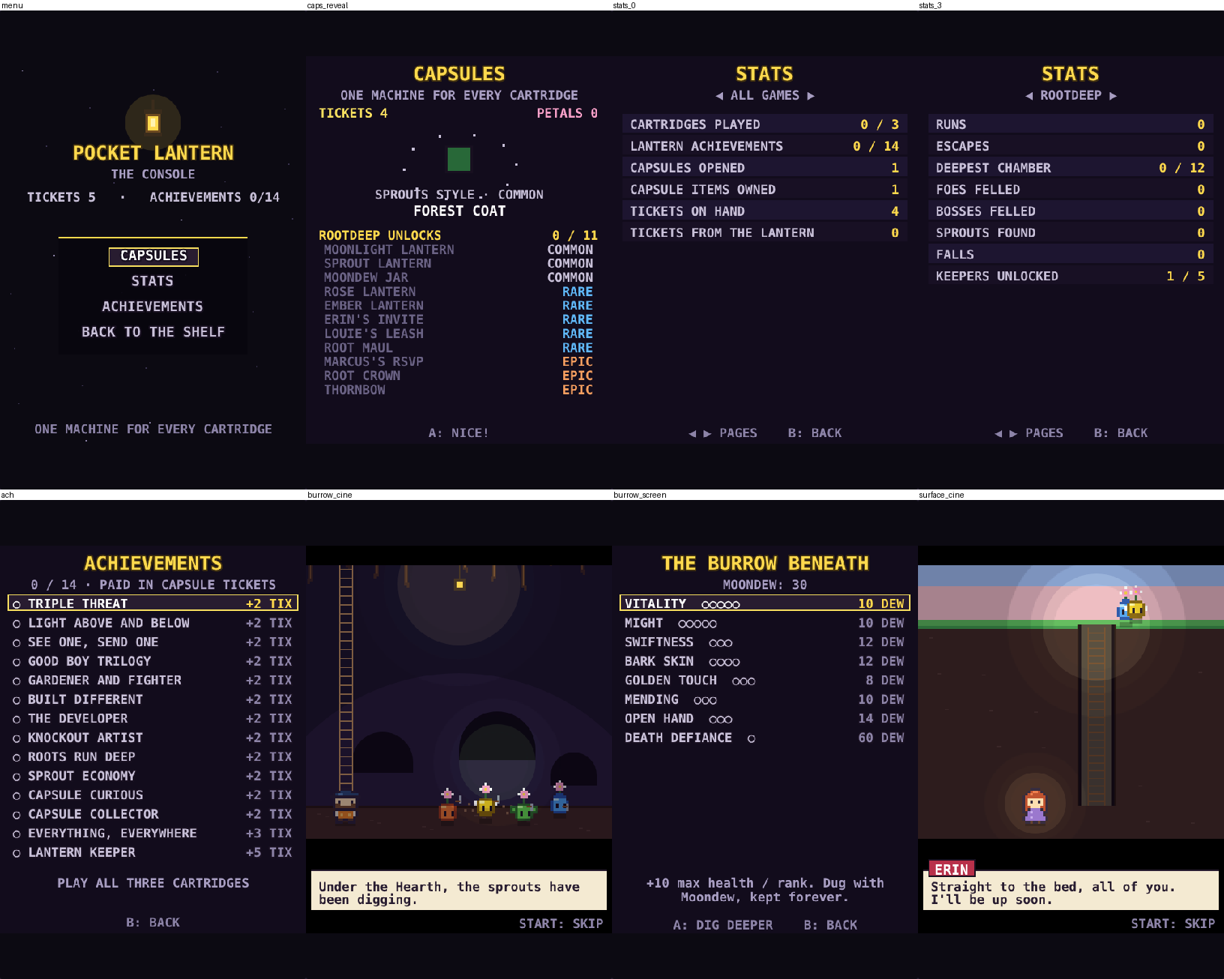 menu
POCKET LANTERN
THE CONSOLE
TICKETS 5 · ACHIEVEMENTS 0/14
CAPSULES
STATS
ACHIEVEMENTS
BACK TO THE SHELF
ONE MACHINE FOR EVERY CARTRIDGE
caps_reveal
CAPSULES
ONE MACHINE FOR EVERY CARTRIDGE
TICKETS 4 PETALS 0
SPROUTS STYLE · COMMON
FOREST COAT
ROOTDEEP UNLOCKS 0 / 11
MOONLIGHT LANTERN COMMON
SPROUT LANTERN COMMON
MOONDEW JAR COMMON
ROSE LANTERN RARE
EMBER LANTERN RARE
ERIN'S INVITE RARE
LOUIE'S LEASH RARE
ROOT MAUL RARE
MARCUS'S RSVP EPIC
ROOT CROWN EPIC
THORNBOW EPIC
A: NICE!
stats_0
STATS
◄ ALL GAMES ►
CARTRIDGES PLAYED 0 / 3
LANTERN ACHIEVEMENTS 0 / 14
CAPSULES OPENED 1
CAPSULE ITEMS OWNED 1
TICKETS ON HAND 4
TICKETS FROM THE LANTERN 0
◄ ► PAGES B: BACK
stats_3
STATS
◄ ROOTDEEP ►
RUNS 0
ESCAPES 0
DEEPEST CHAMBER 0 / 12
FOES FELLED 0
BOSSES FELLED 0
SPROUTS FOUND 0
FALLS 0
KEEPERS UNLOCKED 1 / 5
◄ ► PAGES B: BACK
ach
ACHIEVEMENTS
0 / 14 · PAID IN CAPSULE TICKETS
TRIPLE THREAT +2 TIX
LIGHT ABOVE AND BELOW +2 TIX
SEE ONE, SEND ONE +2 TIX
GOOD BOY TRILOGY +2 TIX
GARDENER AND FIGHTER +2 TIX
BUILT DIFFERENT +2 TIX
THE DEVELOPER +2 TIX
KNOCKOUT ARTIST +2 TIX
ROOTS RUN DEEP +2 TIX
SPROUT ECONOMY +2 TIX
CAPSULE CURIOUS +2 TIX
CAPSULE COLLECTOR +2 TIX
EVERYTHING, EVERYWHERE +3 TIX
LANTERN KEEPER +5 TIX
PLAY ALL THREE CARTRIDGES
B: BACK
burrow_cine
Under the Hearth, the sprouts have
been digging.
START: SKIP
burrow_screen
THE BURROW BENEATH
MOONDEW: 30
VITALITY ○○○○○ 10 DEW
MIGHT ○○○○○ 10 DEW
SWIFTNESS ○○○ 12 DEW
BARK SKIN ○○○○ 12 DEW
GOLDEN TOUCH ○○○ 8 DEW
MENDING ○○○ 10 DEW
OPEN HAND ○○○ 14 DEW
DEATH DEFIANCE ○ 60 DEW
+10 max health / rank. Dug with
Moondew, kept forever.
A: DIG DEEPER B: BACK
surface_cine
ERIN
Straight to the bed, all of you.
I'll be up soon.
START: SKIP